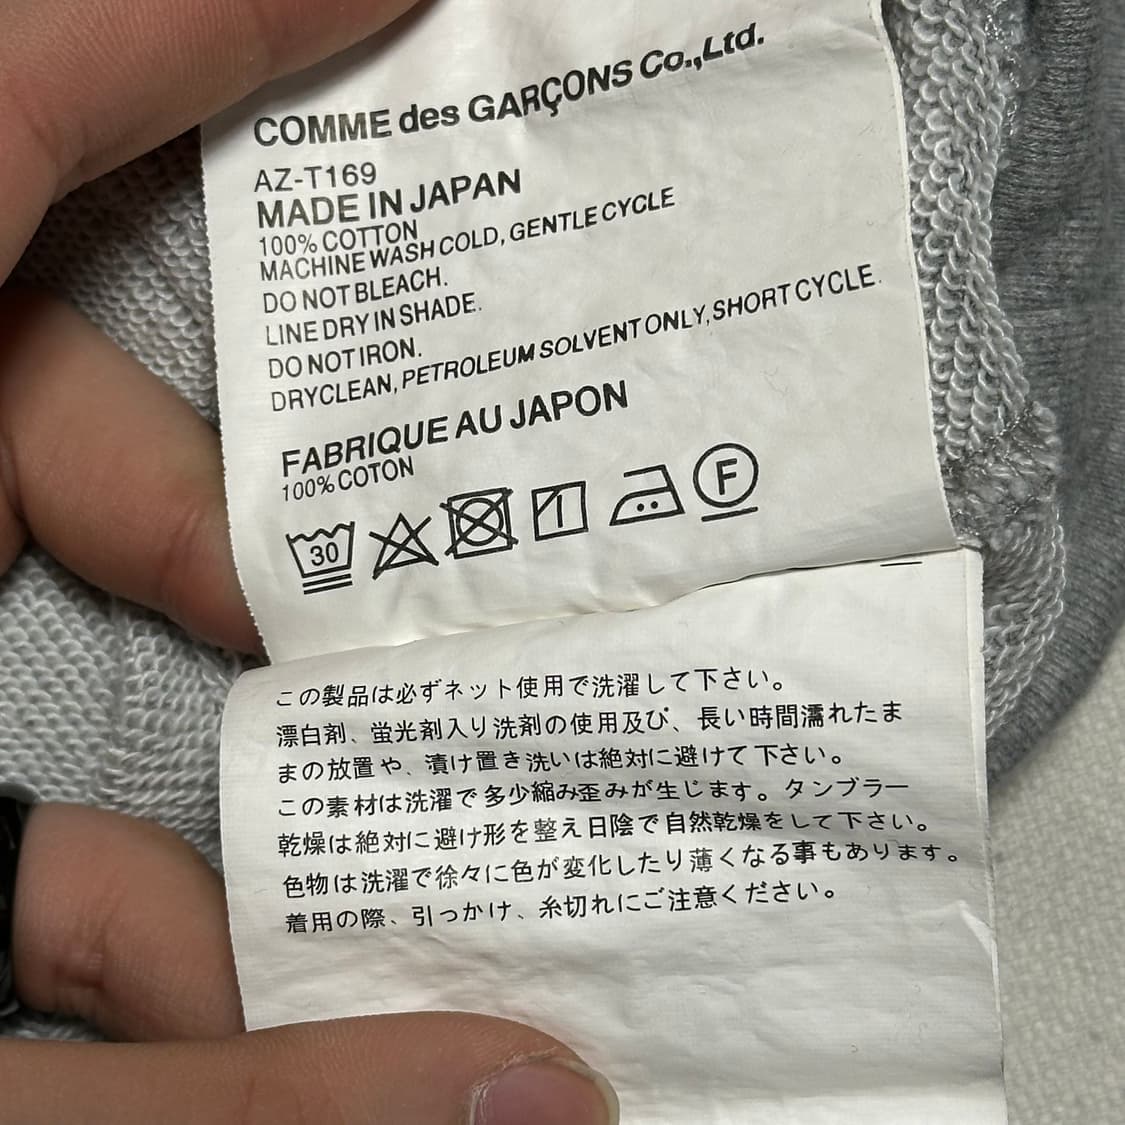 COMME des GARÇONS Co.,Ltd.
AZ-T169
MADE IN JAPAN
100% COTTON
MACHINE WASH COLD, GENTLE CYCLE
DO NOT BLEACH.
LINE DRY IN SHADE.
DO NOT IRON.
DRYCLEAN, PETROLEUM SOLVENT ONLY, SHORT CYCLE.
FABRIQUE AU JAPON
100% COTON
30 F
この製品は必ずネット使用で洗濯して下さい。
漂白剤、蛍光剤入り洗剤の使用及び、長い時間濡れたま
まの放置や、漬け置き洗いは絶対に避けて下さい。
この素材は洗濯で多少縮み歪みが生じます。タンブラー
乾燥は絶対に避け形を整え日陰で自然乾燥をして下さい。
色物は洗濯で徐々に色が変化したり薄くなる事もあります。
着用の際、引っかけ、糸切れにご注意ください。